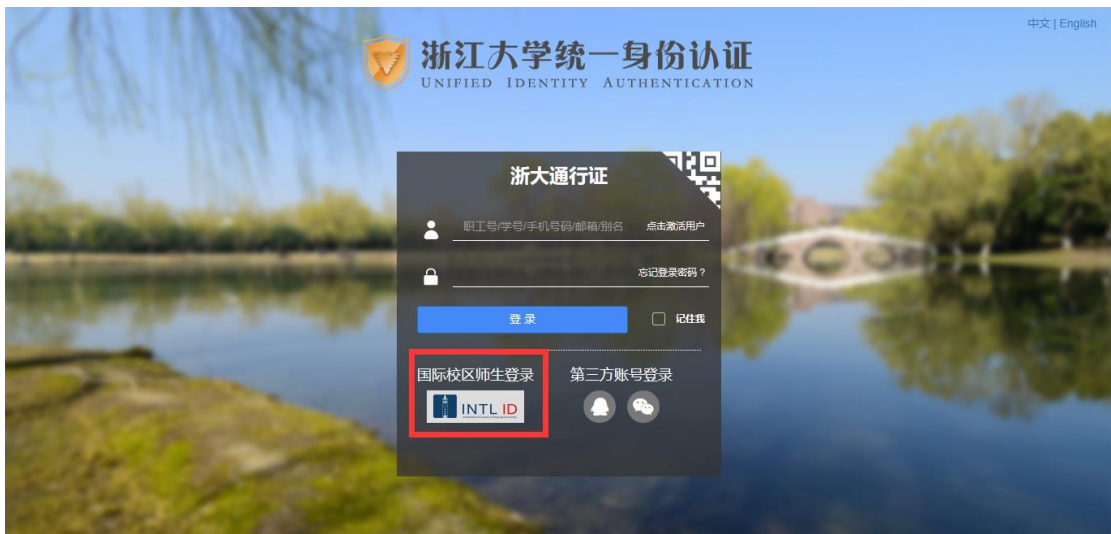 中文 | English
浙江大学统一身份认证
UNIFIED IDENTITY AUTHENTICATION
浙大通行证
职工号/学号/手机号码/邮箱/别名 点击激活用户
忘记登录密码？
登 录 记住我
国际校区师生登录 第三方账号登录
INTL ID